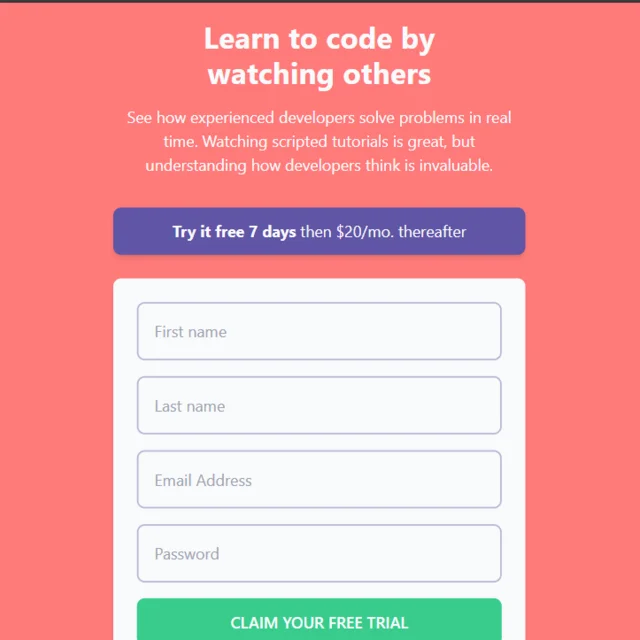 Learn to code by
watching others
See how experienced developers solve problems in real
time. Watching scripted tutorials is great, but
understanding how developers think is invaluable.
Try it free 7 days then $20/mo. thereafter
First name
Last name
Email Address
Password
CLAIM YOUR FREE TRIAL